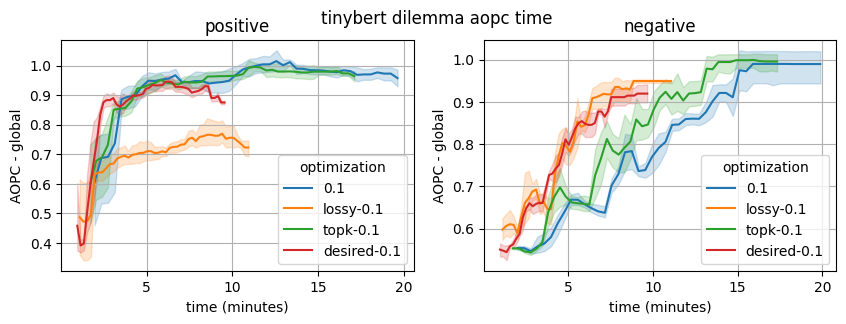 tinybert dilemma aopc time
positive
AOPC - global
1.0
0.9
0.8
0.7
0.6
0.5
0.4
5
10
15
20
time (minutes)
optimization
0.1
lossy-0.1
topk-0.1
desired-0.1
negative
AOPC - global
1.0
0.9
0.8
0.7
0.6
5
10
15
20
time (minutes)
optimization
0.1
lossy-0.1
topk-0.1
desired-0.1